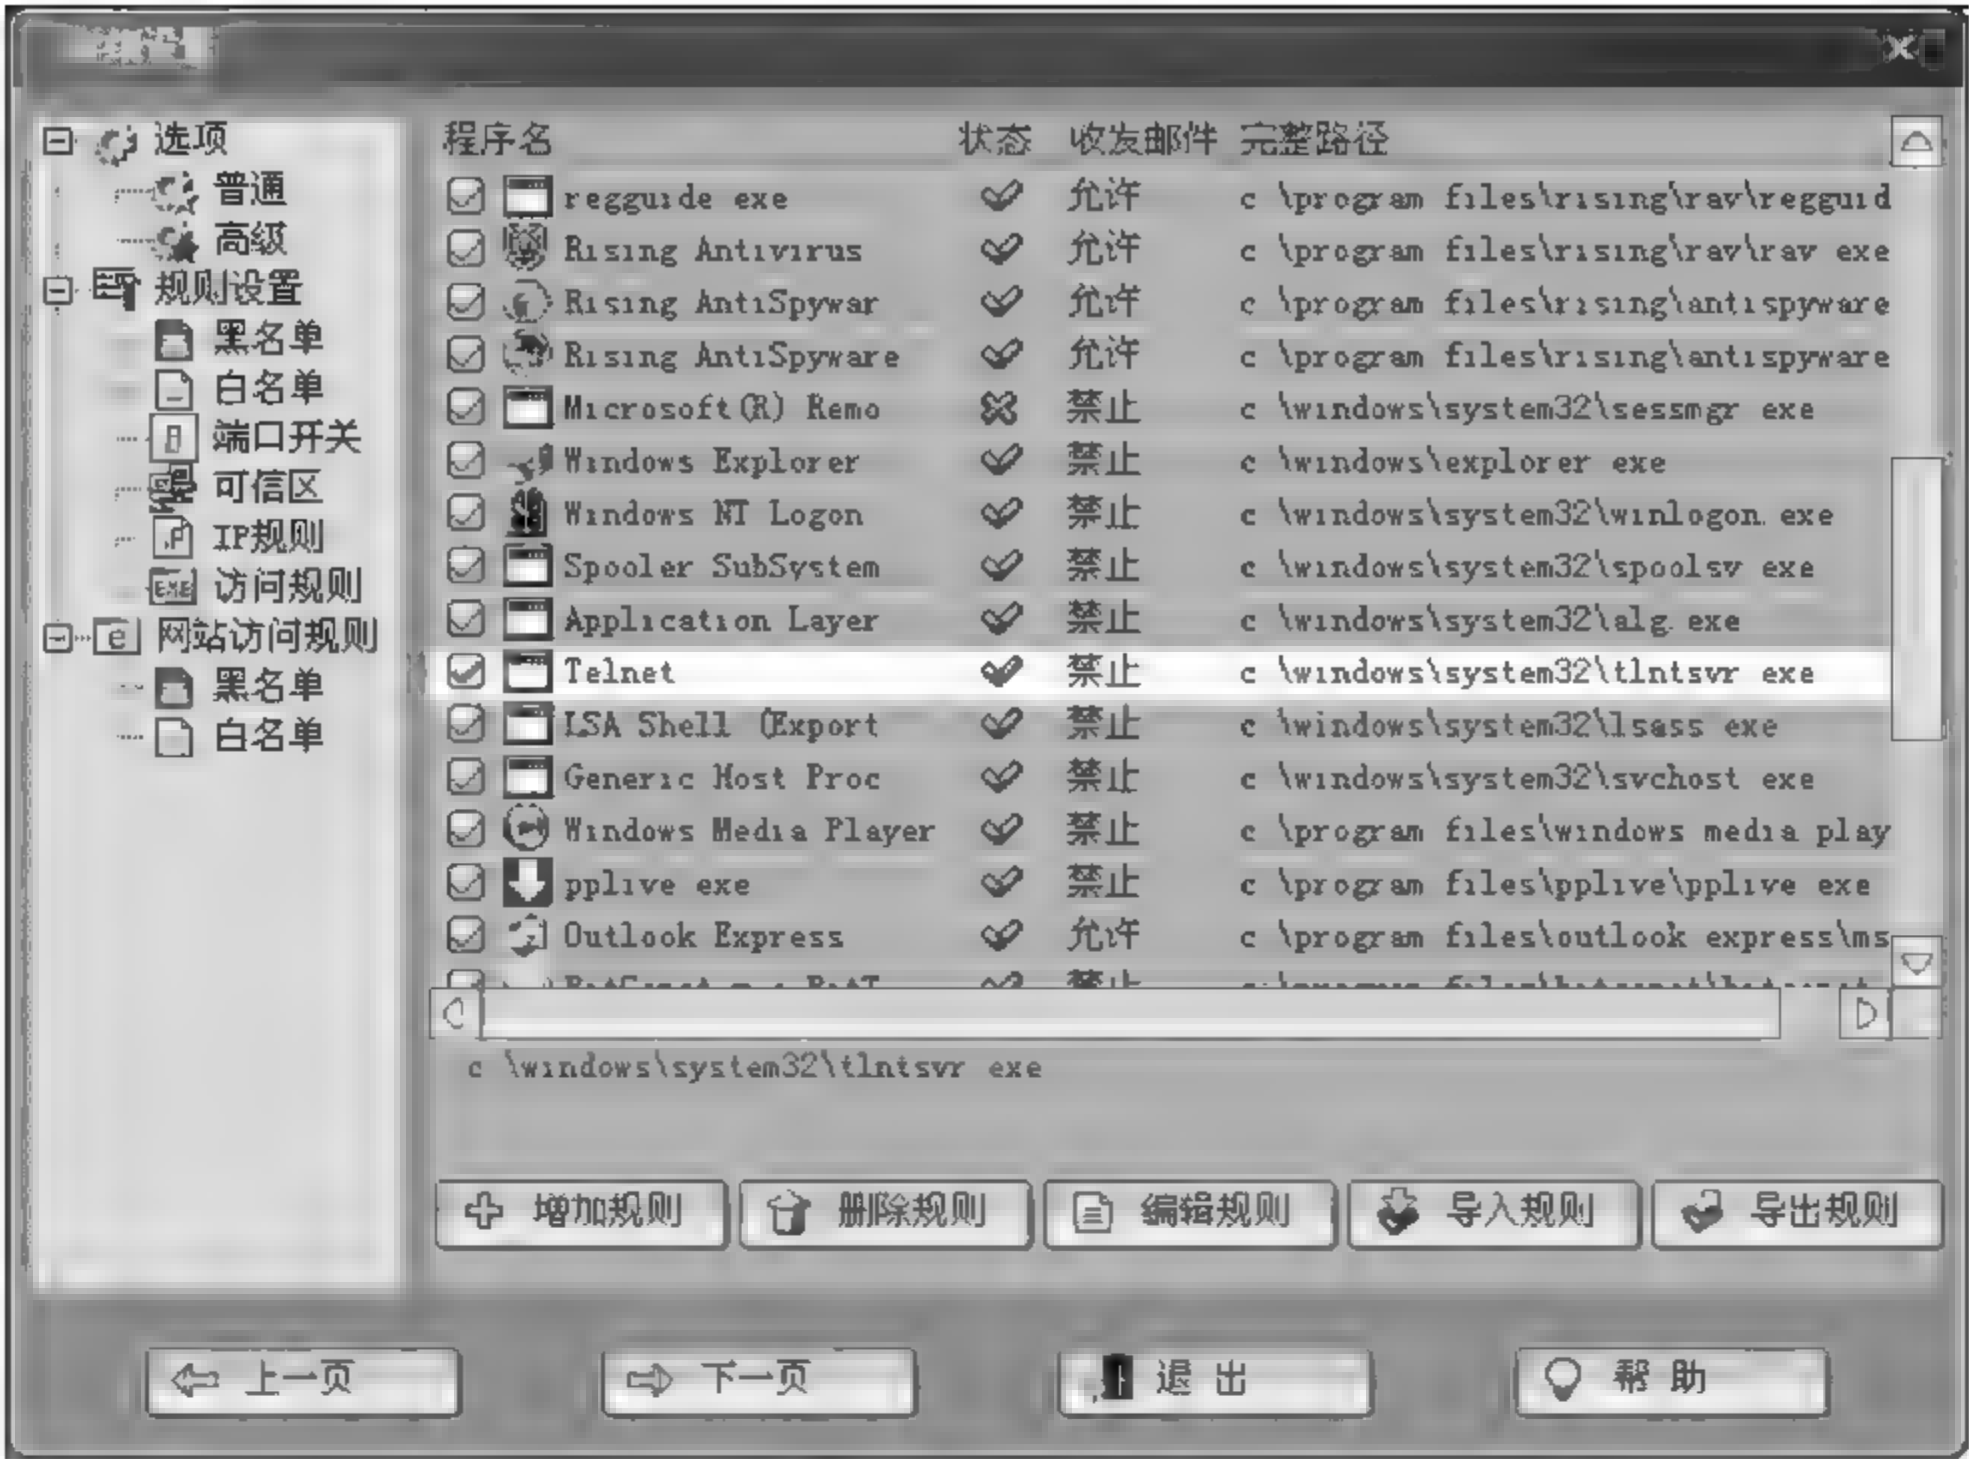 选项
普通
高级
规则设置
黑名单
白名单
端口开关
可信区
IP规则
访问规则
网站访问规则
黑名单
白名单
程序名 状态 收发邮件 完整路径
regguide exe 允许 c \program files\rising\rav\regguid
Rising Antivirus 允许 c \program files\rising\rav\rav exe
Rising AntiSpywar 允许 c \program files\rising\antispyware
Rising AntiSpyware 允许 c \program files\rising\antispyware
Microsoft(R) Remo 禁止 c \windows\system32\sessmgr exe
Windows Explorer 禁止 c \windows\explorer exe
Windows NT Logon 禁止 c \windows\system32\winlogon.exe
Spooler SubSystem 禁止 c \windows\system32\spoolsv exe
Application Layer 禁止 c \windows\system32\alg.exe
Telnet 禁止 c \windows\system32\tlntsvr exe
LSA Shell (Export 禁止 c \windows\system32\lsass exe
Generic Host Proc 禁止 c \windows\system32\svchost exe
Windows Media Player 禁止 c \program files\windows media play
pplive exe 禁止 c \program files\pplive\pplive exe
Outlook Express 允许 c \program files\outlook express\ms
禁止
c \windows\system32\tlntsvr exe
增加规则 删除规则 编辑规则 导入规则 导出规则
上一页 下一页 退出 帮助